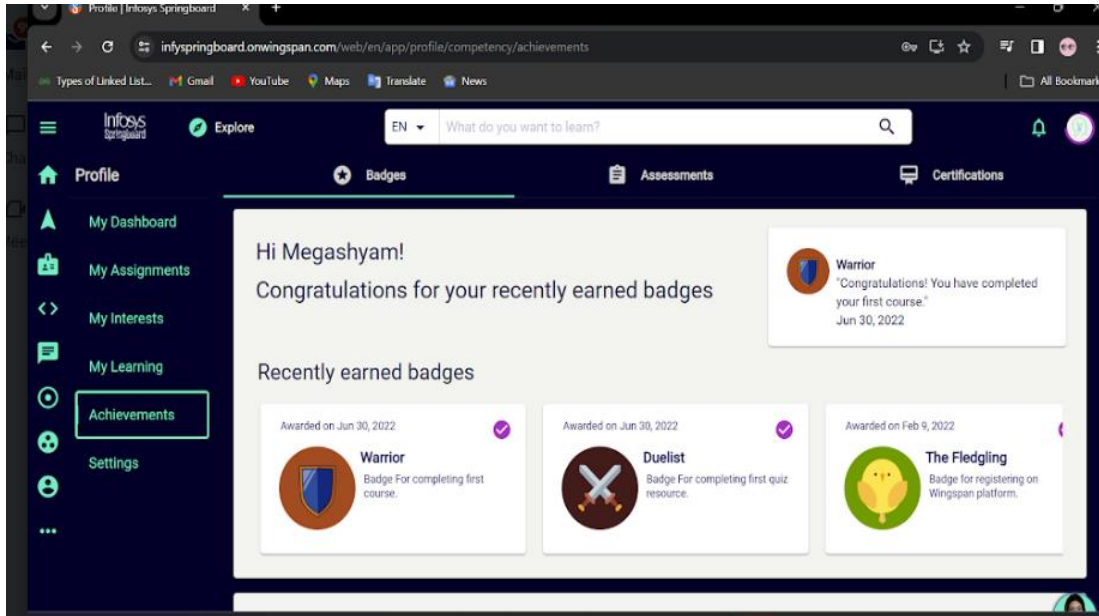 Profile | Infosys Springboard
infyspringboard.onwingspan.com/web/en/app/profile/competency/achievements
Types of Linked List... Gmail YouTube Maps Translate News All Bookmark
Infosys
Springboard
Explore
EN What do you want to learn?
Profile
Badges Assessments Certifications
My Dashboard
My Assignments
My Interests
My Learning
Achievements
Settings
Hi Megashyam!
Congratulations for your recently earned badges
Warrior
"Congratulations! You have completed
your first course."
Jun 30, 2022
Recently earned badges
Awarded on Jun 30, 2022
Warrior
Badge For completing first
course.
Awarded on Jun 30, 2022
Duelist
Badge For completing first quiz
resource.
Awarded on Feb 9, 2022
The Fledgling
Badge for registering on
Wingspan platform.